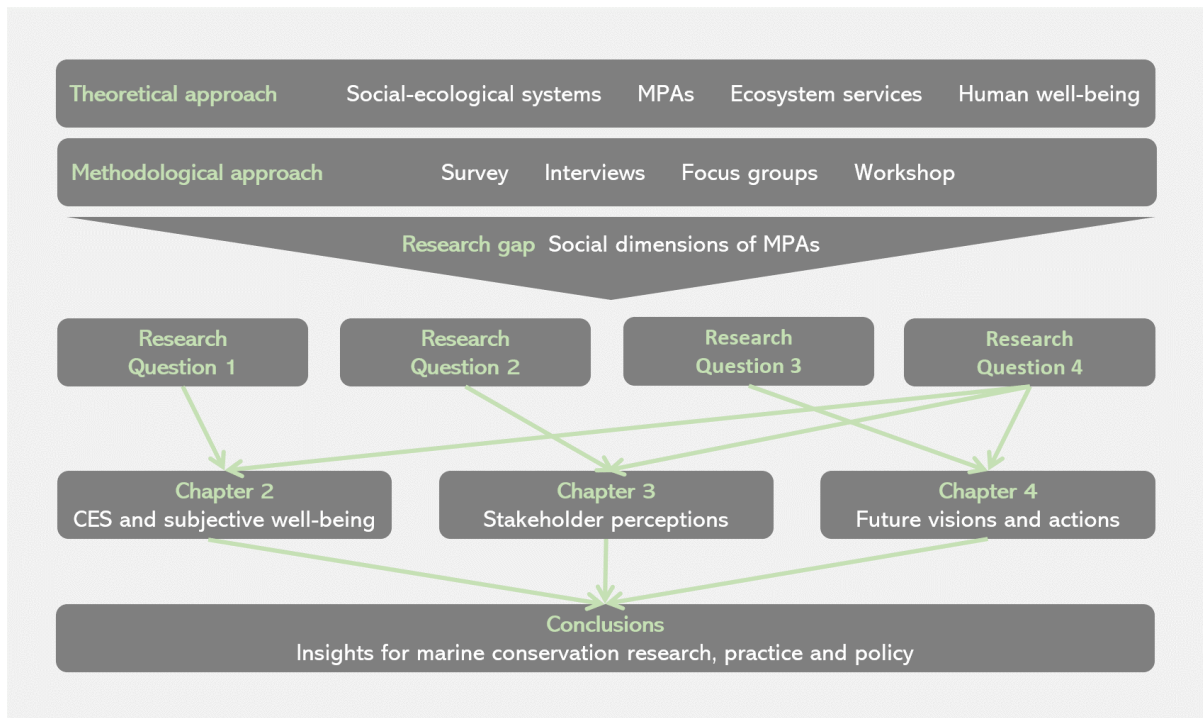 Theoretical approach Social-ecological systems MPAs Ecosystem services Human well-being
Methodological approach Survey Interviews Focus groups Workshop
Research gap Social dimensions of MPAs
Research
Question 1
Research
Question 2
Research
Question 3
Research
Question 4
Chapter 2
CES and subjective well-being
Chapter 3
Stakeholder perceptions
Chapter 4
Future visions and actions
Conclusions
Insights for marine conservation research, practice and policy